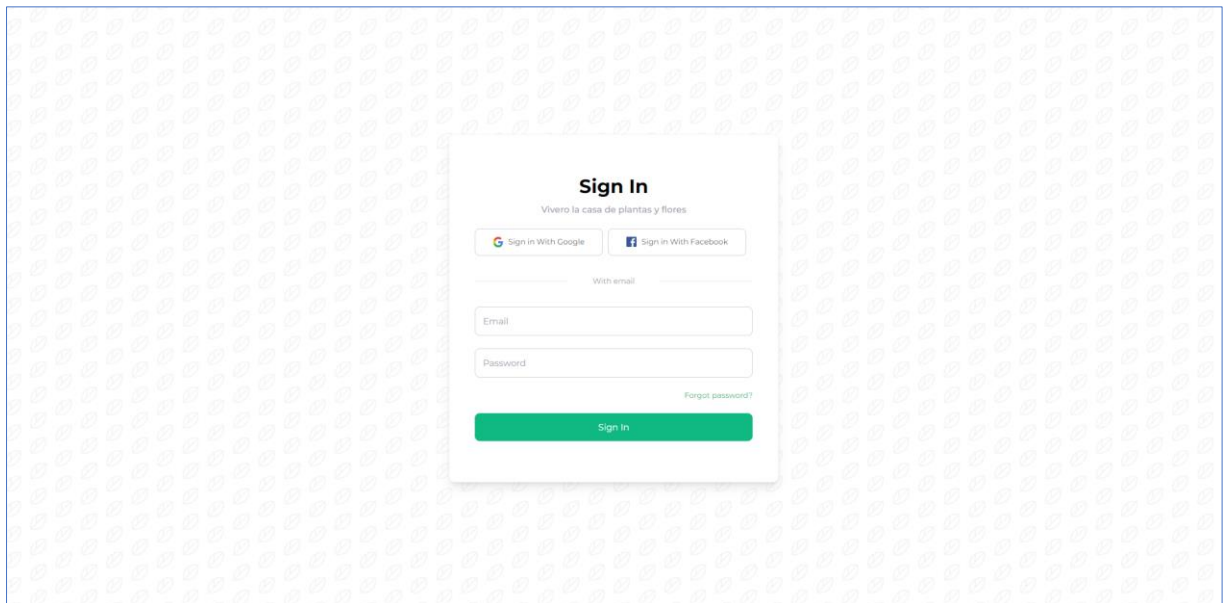 Sign In
Vivero la casa de plantas y flores
Sign in With Google
Sign in With Facebook
With email
Email
Password
Forgot password?
Sign In